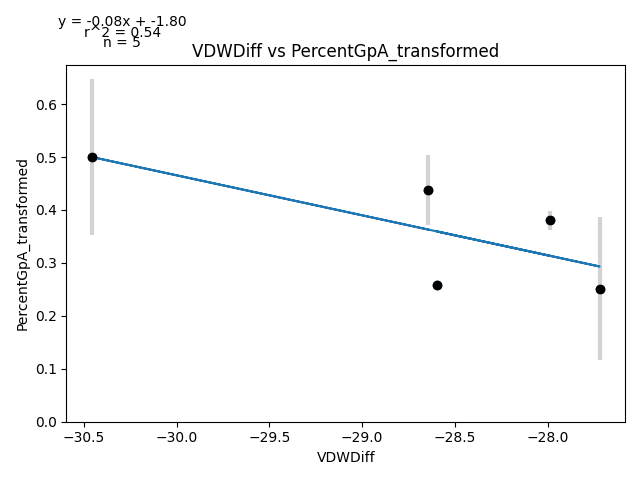 y = -0.08x + -1.80
r^2 = 0.54
n = 5
VDWDiff vs PercentGpA_transformed
0.6
0.5
0.4
0.3
0.2
0.1
0.0
PercentGpA_transformed
−30.5 −30.0 −29.5 −29.0 −28.5 −28.0
VDWDiff